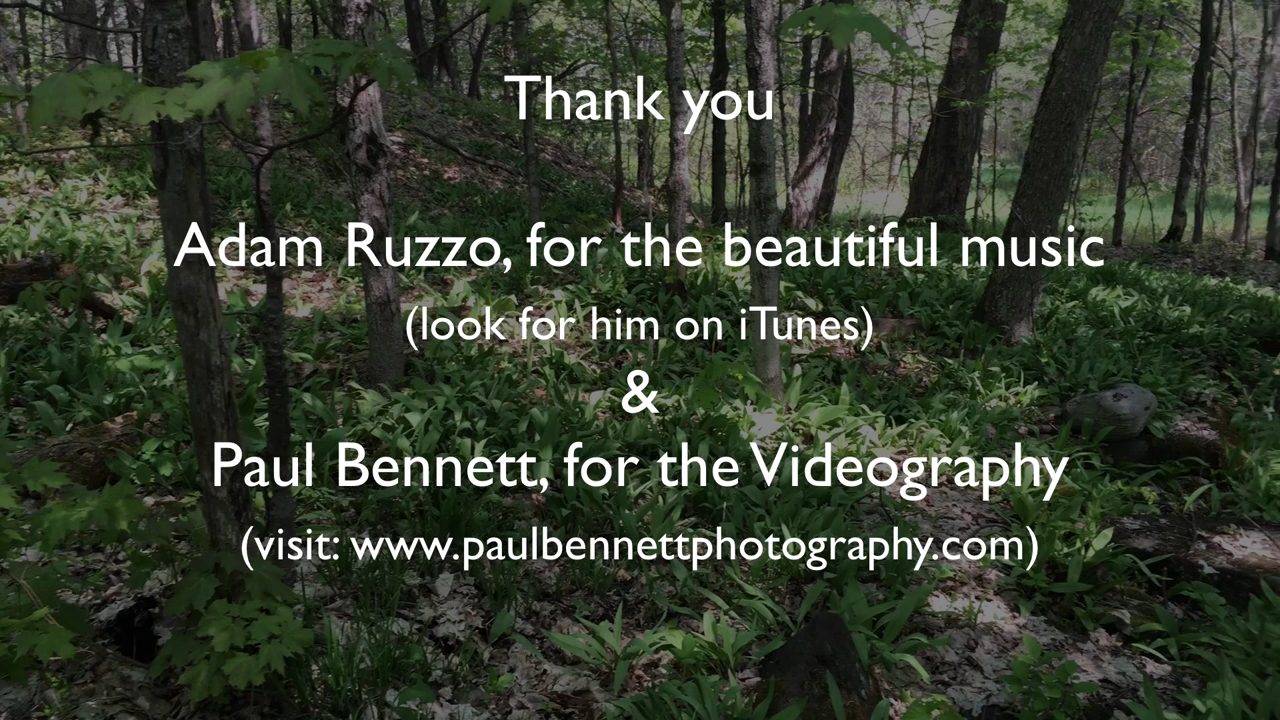 Thank you
Adam Ruzzo, for the beautiful music
(look for him on iTunes)
&
Paul Bennett, for the Videography
(visit: www.paulbennettphotography.com)